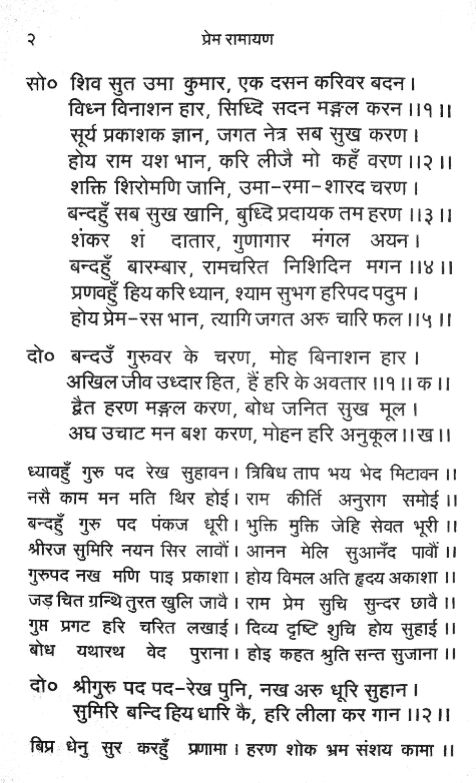 २ प्रेम रामायण
सो० शिव सुत उमा कुमार, एक दसन करिवर बदन ।
विध्न विनाशन हार, सिध्दि सदन मङ्गल करन ।।१ ।।
सूर्य प्रकाशक ज्ञान, जगत नेत्र सब सुख करण ।
होय राम यश भान, करि लीजै मो कहँ वरण ।।२ ।।
शक्ति शिरोमणि जानि, उमा-रमा-शारद चरण ।
बन्दहुँ सब सुख खानि, बुध्दि प्रदायक तम हरण ।।३ ।।
शंकर शं दातार, गुणागार मंगल अयन ।
बन्दहुँ बारम्बार, रामचरित निशिदिन मगन ।।४ ।।
प्रणवहुँ हिय करि ध्यान, श्याम सुभग हरिपद पदुम ।
होय प्रेम-रस भान, त्यागि जगत अरु चारि फल ।।५ ।।
दो० बन्दउँ गुरुवर के चरण, मोह बिनाशन हार ।
अखिल जीव उध्दार हित, हैं हरि के अवतार ।।१ ।। क ।।
द्वैत हरण मङ्गल करण, बोध जनित सुख मूल ।
अघ उचाट मन बश करण, मोहन हरि अनुकूल ।। ख ।।
ध्यावहुँ गुरु पद रेख सुहावन । त्रिबिध ताप भय भेद मिटावन ।।
नसै काम मन मति थिर होई । राम कीर्ति अनुराग समोई ।।
बन्दहुँ गुरु पद पंकज धूरी । भुक्ति मुक्ति जेहि सेवत भूरी ।।
श्रीरज सुमिरि नयन सिर लावौं । आनन मेलि सुआनँद पावौं ।।
गुरुपद नख मणि पाइ प्रकाशा । होय विमल अति हृदय अकाशा ।।
जड़ चित ग्रन्थि तुरत खुलि जावै । राम प्रेम सुचि सुन्दर छावै ।।
गुप्त प्रगट हरि चरित लखाई । दिव्य दृष्टि शुचि होय सुहाई ।।
बोध यथारथ वेद पुराना । होइ कहत श्रुति सन्त सुजाना ।।
दो० श्रीगुरु पद पद-रेख पुनि, नख अरु धूरि सुहान ।
सुमिरि बन्दि हिय धारि कै, हरि लीला कर गान ।।२ ।।
बिप्र धेनु सुर करहुँ प्रणामा । हरण शोक भ्रम संशय कामा ।।